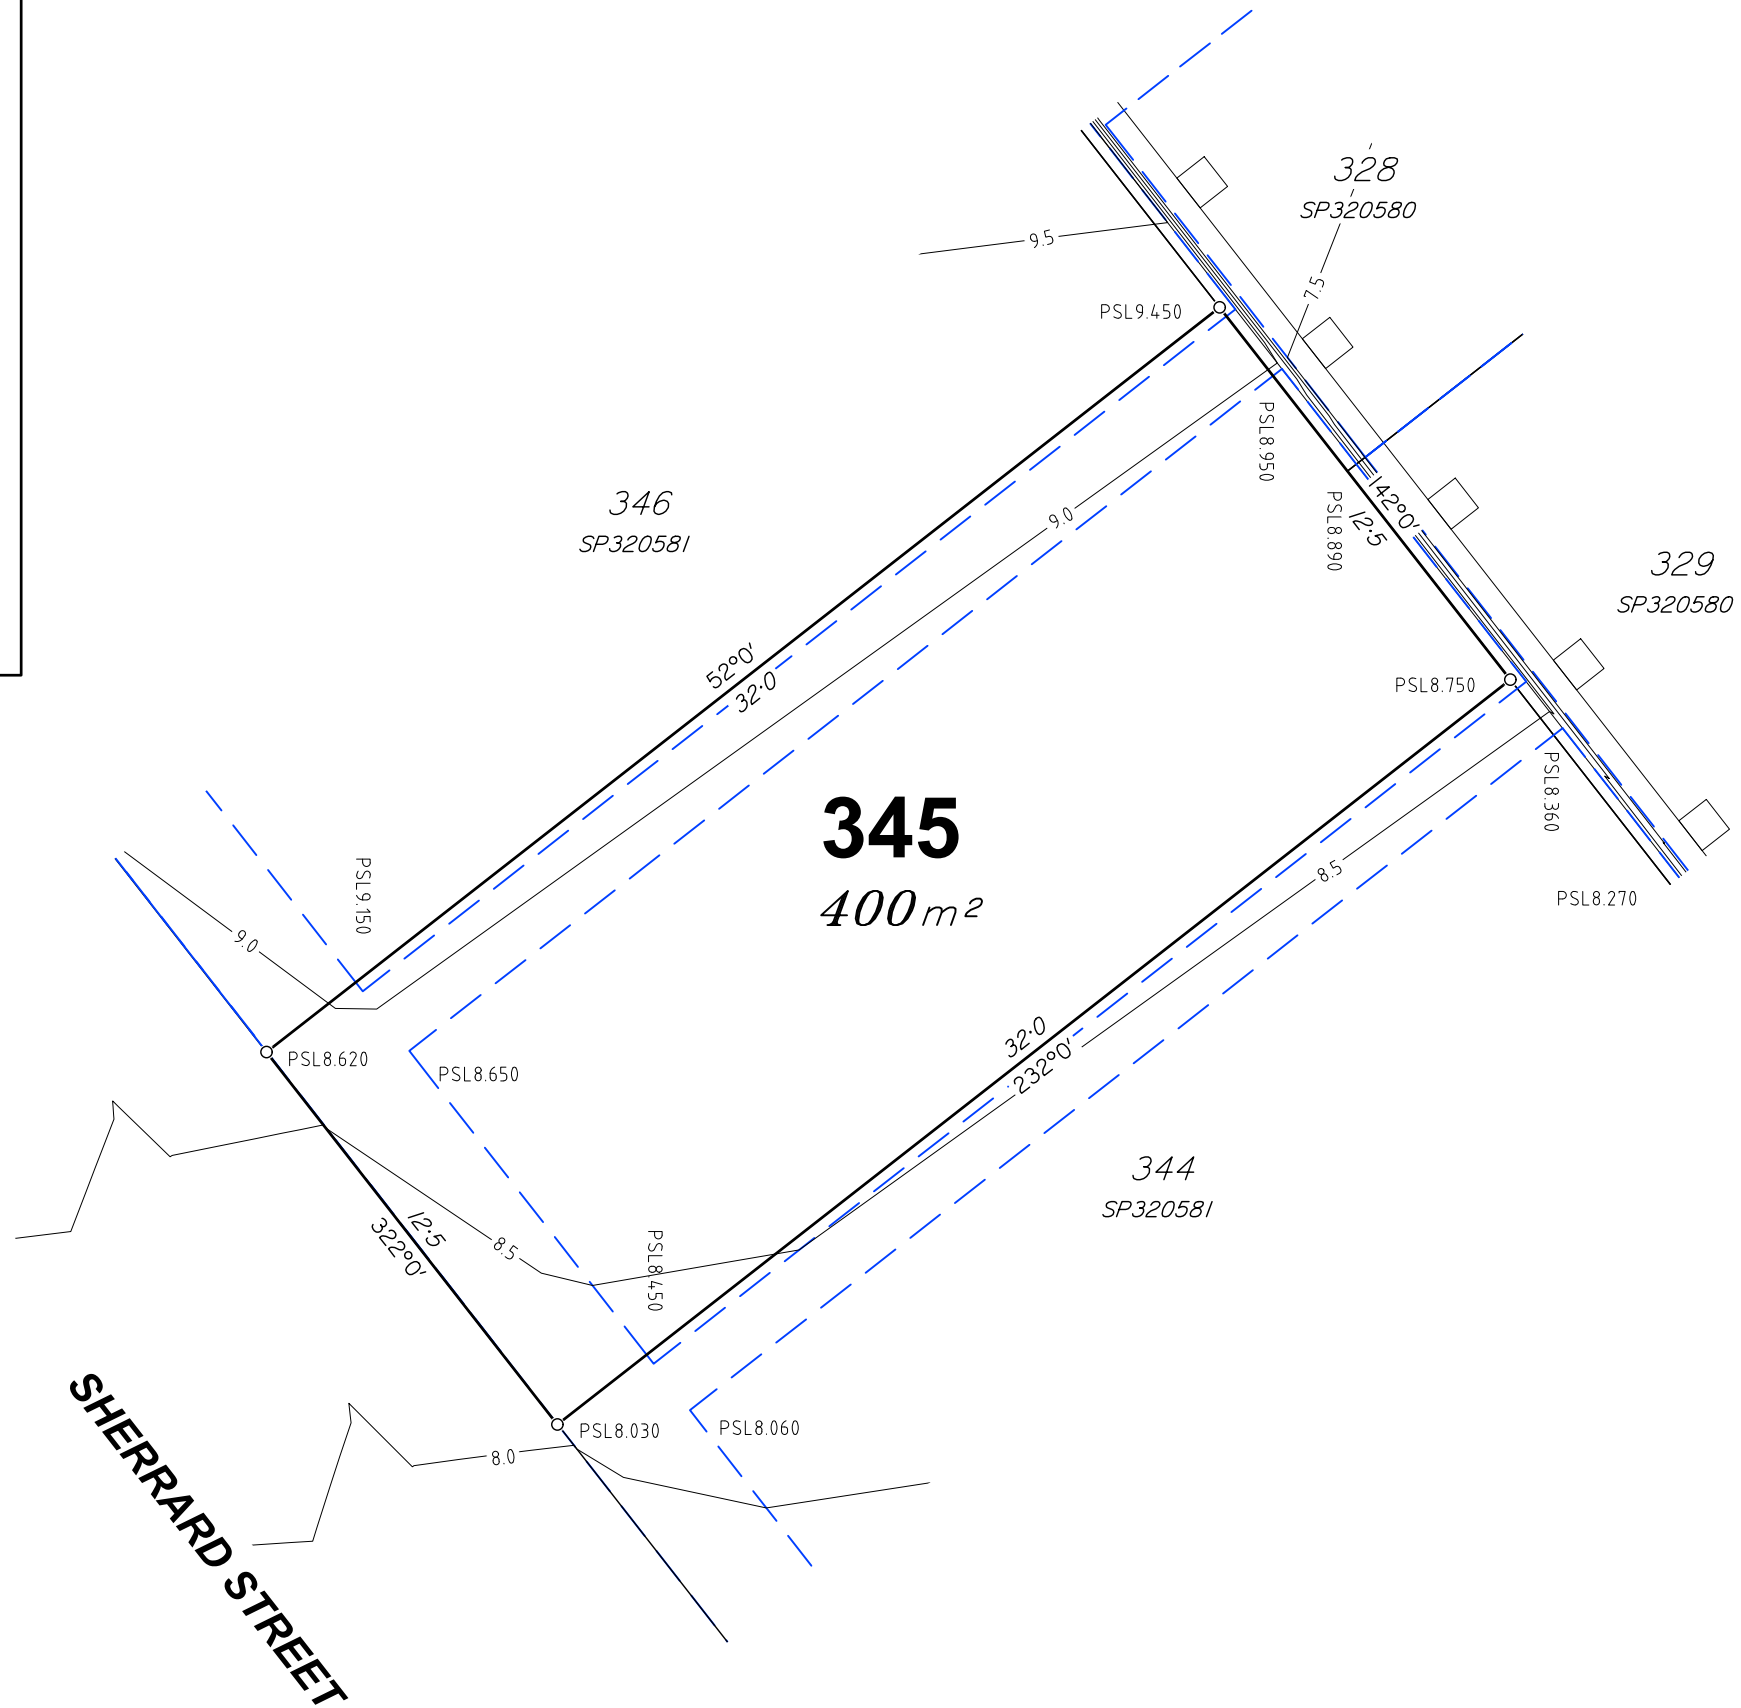 328
SP320580
9.5
7.5
PSL9.450
PSL8.950
142°0'
12·5
PSL8.890
346
SP320581
9.0
329
SP320580
52°0'
32·0
PSL8.750
PSL8.360
345
400 m²
8.5
PSL9.150
PSL8.270
9.0
32·0
232°0'
PSL8.620
PSL8.650
344
SP320581
12·5
322°0'
8.5
PSL8.450
PSL8.030
PSL8.060
8.0
SHERRARD STREET